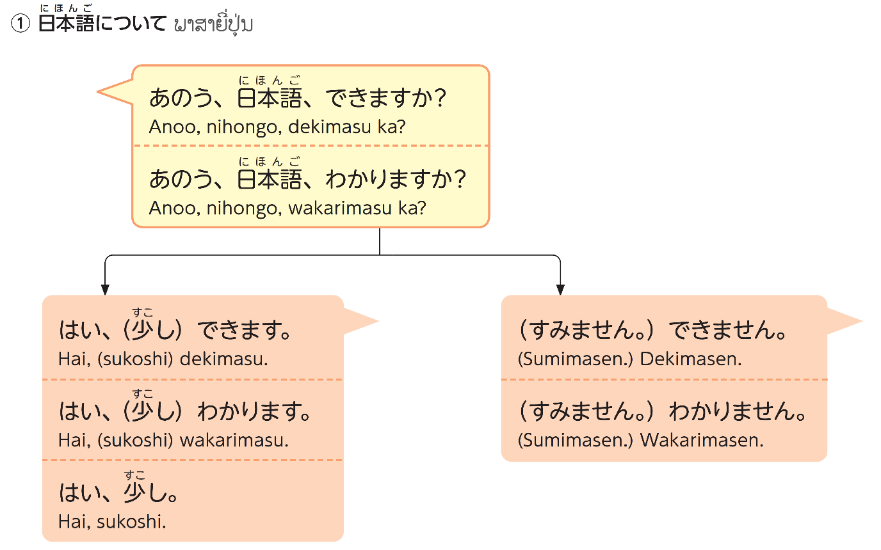 ① 日本語について ພາສາຍີ່ປຸ່ນ
にほんご
あのう、日本語、できますか？
にほんご
Anoo, nihongo, dekimasu ka?
あのう、日本語、わかりますか？
にほんご
Anoo, nihongo, wakarimasu ka?
はい、（少し）できます。
すこ
Hai, (sukoshi) dekimasu.
はい、（少し）わかります。
すこ
Hai, (sukoshi) wakarimasu.
はい、少し。
すこ
Hai, sukoshi.
（すみません。）できません。
(Sumimasen.) Dekimasen.
（すみません。）わかりません。
(Sumimasen.) Wakarimasen.